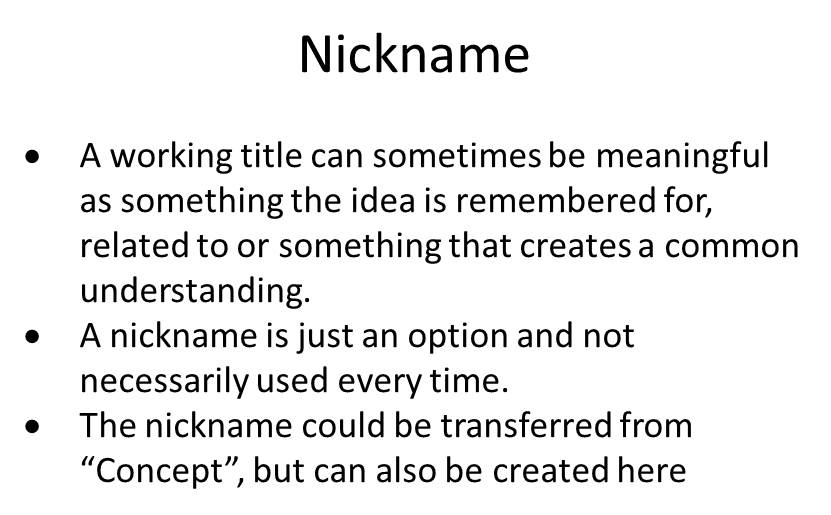 Nickname
• A working title can sometimes be meaningful
as something the idea is remembered for,
related to or something that creates a common
understanding.
• A nickname is just an option and not
necessarily used every time.
• The nickname could be transferred from
“Concept”, but can also be created here